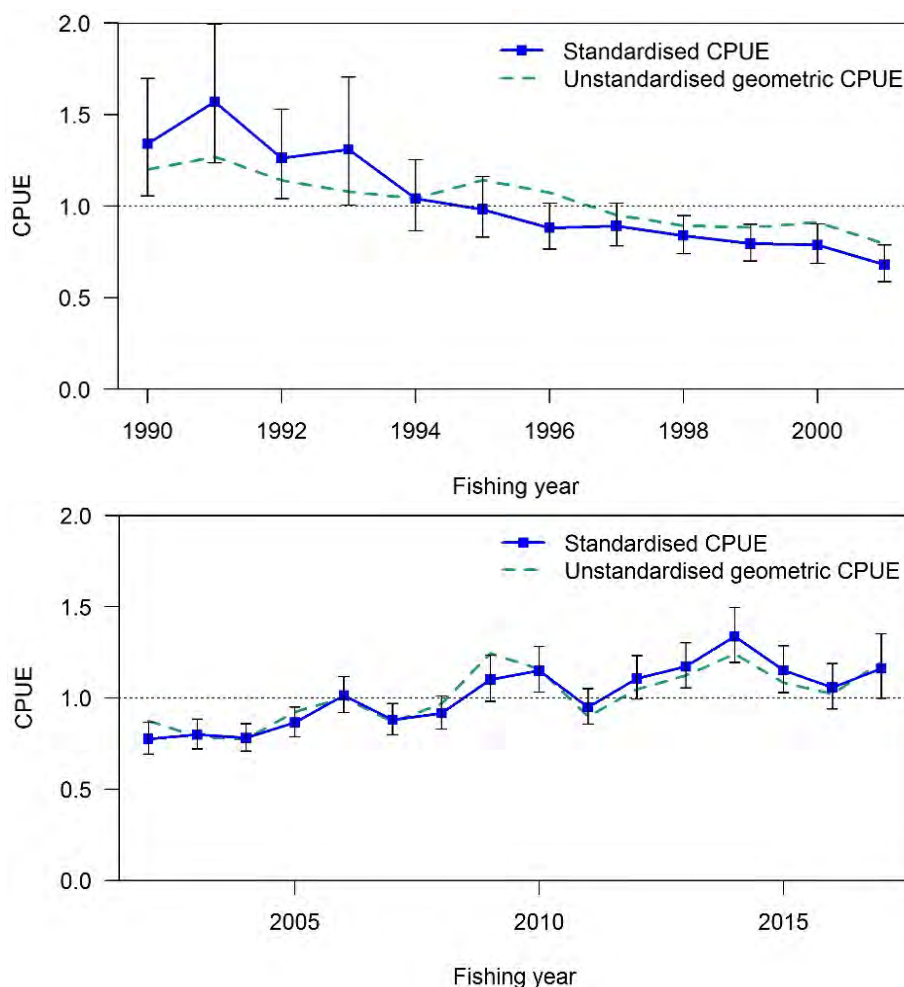 2.0
1.5
1.0
0.5
0.0
CPUE
Standardised CPUE
Unstandardised geometric CPUE
1990 1992 1994 1996 1998 2000
Fishing year
2.0
1.5
1.0
0.5
0.0
CPUE
Standardised CPUE
Unstandardised geometric CPUE
2005 2010 2015
Fishing year